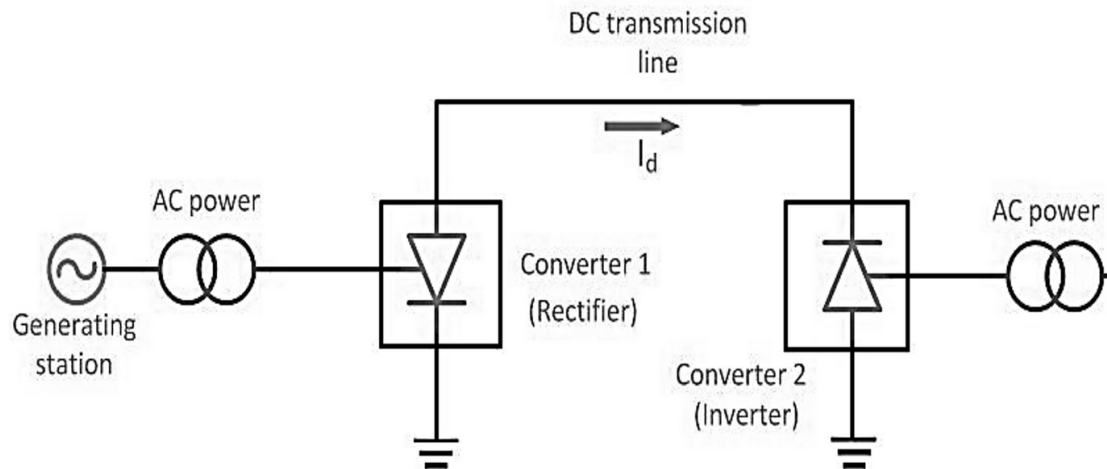 DC transmission
line
I_d
AC power
AC power
Converter 1
(Rectifier)
Generating
station
Converter 2
(Inverter)